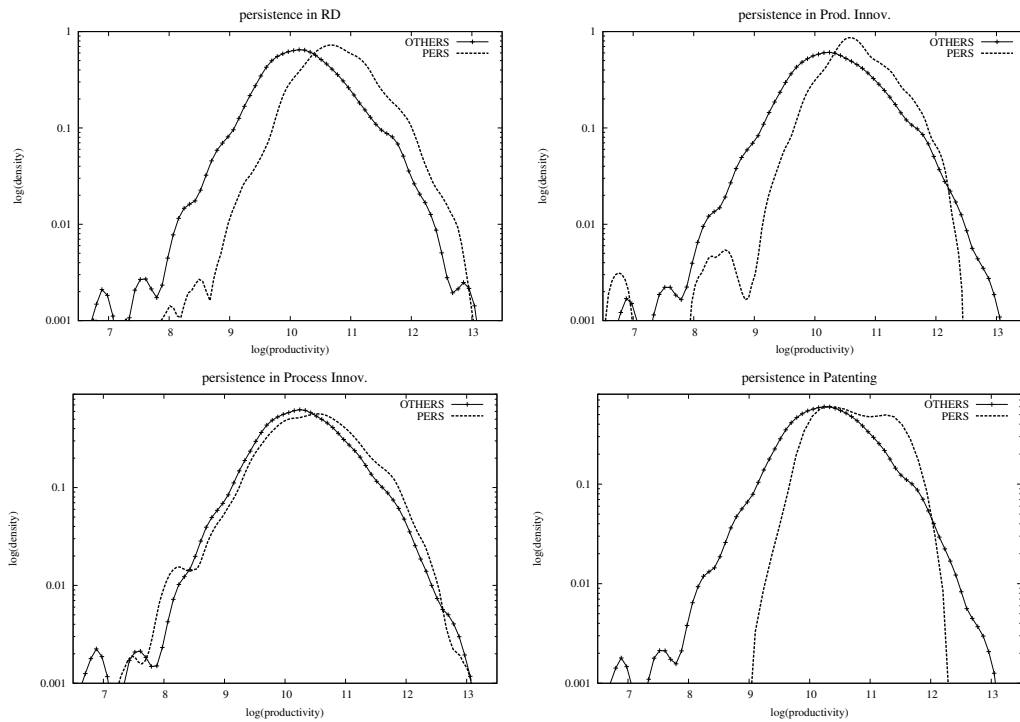 persistence in RD
OTHERS
PERS
1
0.1
0.01
0.001
log(density)
7 8 9 10 11 12 13
log(productivity)
persistence in Prod. Innov.
OTHERS
PERS
1
0.1
0.01
0.001
log(density)
7 8 9 10 11 12 13
log(productivity)
persistence in Process Innov.
OTHERS
PERS
0.1
0.01
0.001
log(density)
7 8 9 10 11 12 13
log(productivity)
persistence in Patenting
OTHERS
PERS
0.1
0.01
0.001
log(density)
7 8 9 10 11 12 13
log(productivity)